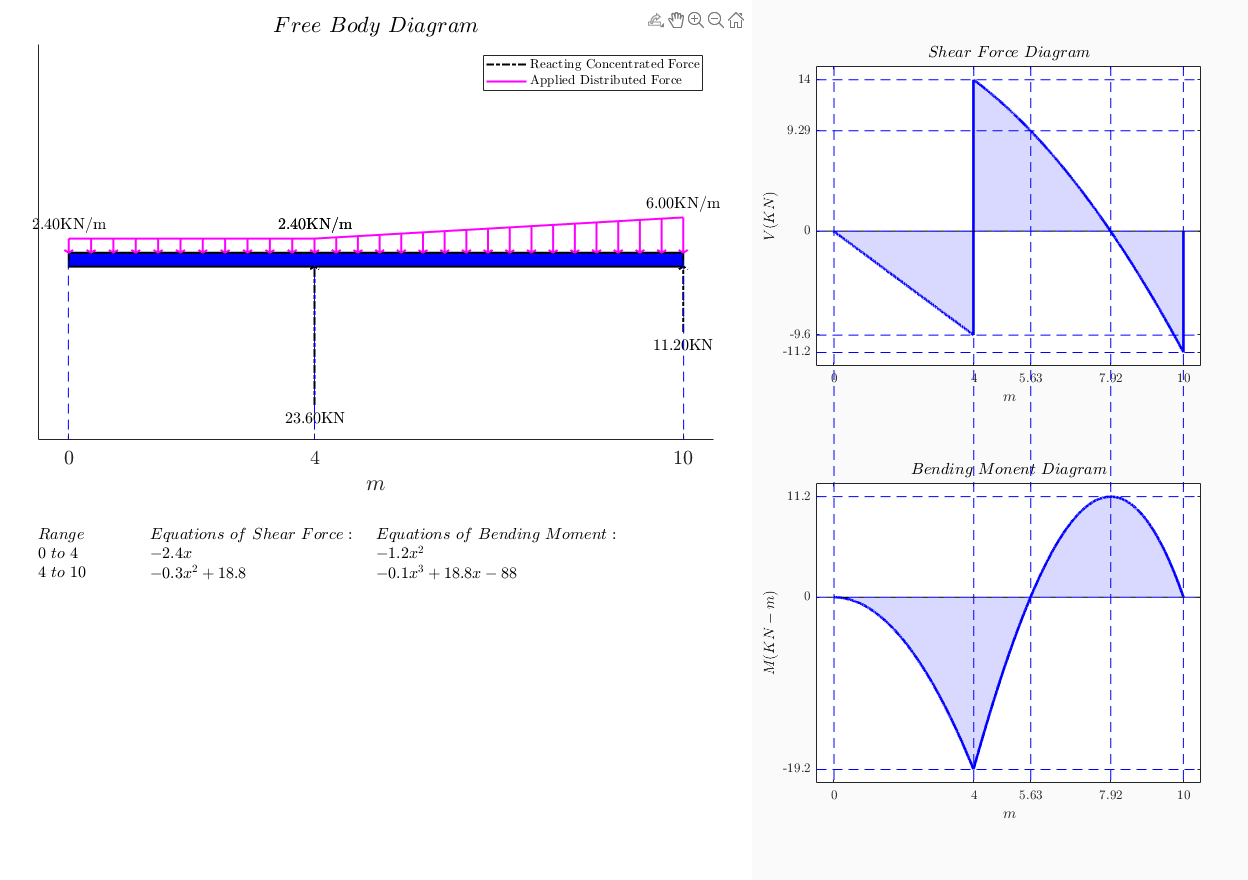 Free Body Diagram
Reacting Concentrated Force
Applied Distributed Force
2.40KN/m
2.40KN/m
6.00KN/m
11.20KN
23.60KN
0 4 10
m
Range Equations of Shear Force : Equations of Bending Moment :
0 to 4 −2.4x −1.2x²
4 to 10 −0.3x² + 18.8 −0.1x³ + 18.8x − 88
Shear Force Diagram
14
9.29
0
-9.6
-11.2
V(KN)
0 4 5.63 7.92 10
m
Bending Moment Diagram
11.2
0
-19.2
M(KN − m)
0 4 5.63 7.92 10
m